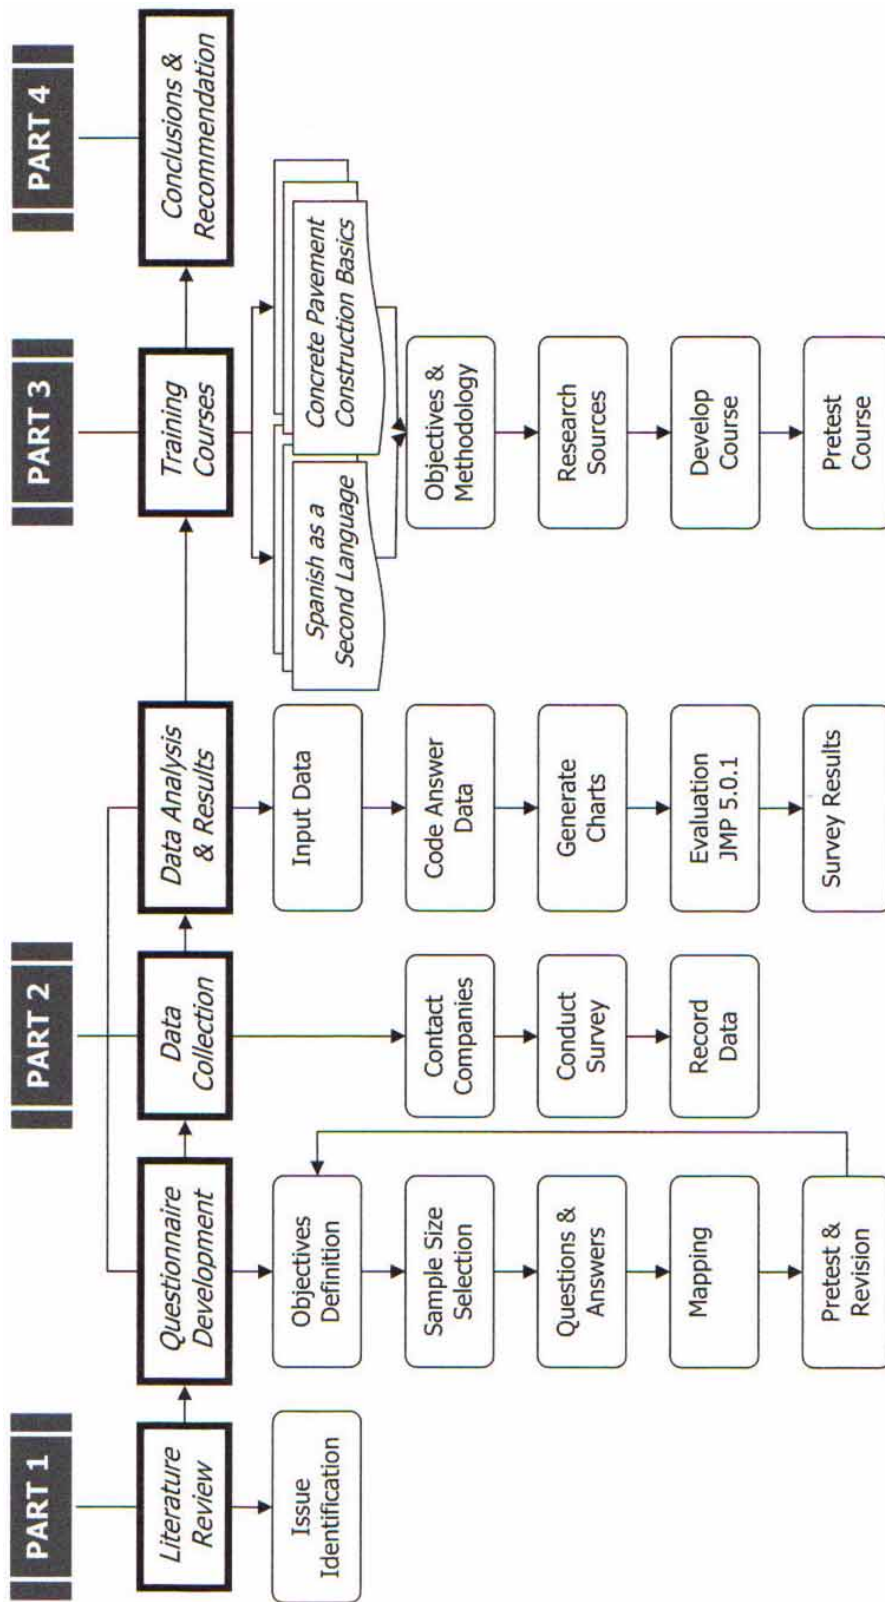 PART 1
Literature
Review
Issue
Identification
PART 2
Questionnaire
Development
Objectives
Definition
Sample Size
Selection
Questions &
Answers
Mapping
Pretest &
Revision
Data
Collection
Contact
Companies
Conduct
Survey
Record
Data
Data Analysis
& Results
Input Data
Code Answer
Data
Generate
Charts
Evaluation
JMP 5.0.1
Survey Results
PART 3
Training
Courses
Spanish as a
Second Language
Concrete Pavement
Construction Basics
Objectives &
Methodology
Research
Sources
Develop
Course
Pretest
Course
PART 4
Conclusions &
Recommendation